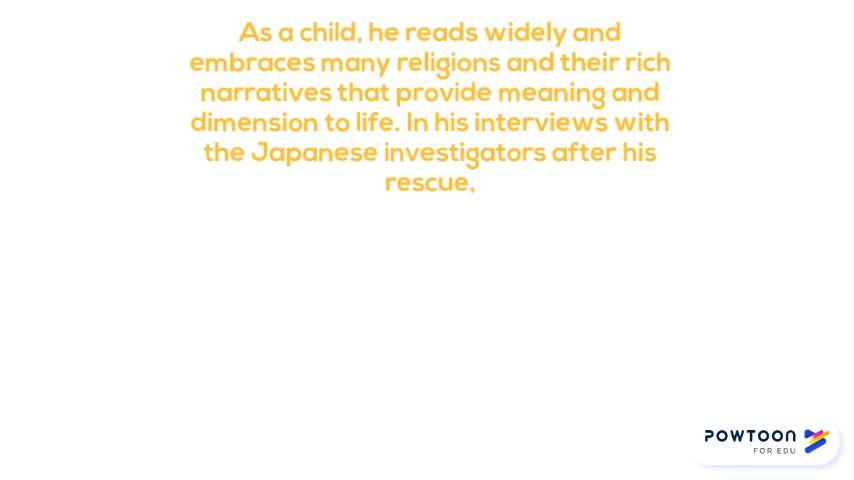 As a child, he reads widely and
embraces many religions and their rich
narratives that provide meaning and
dimension to life. In his interviews with
the Japanese investigators after his
rescue,
POWTOON
FOR EDU